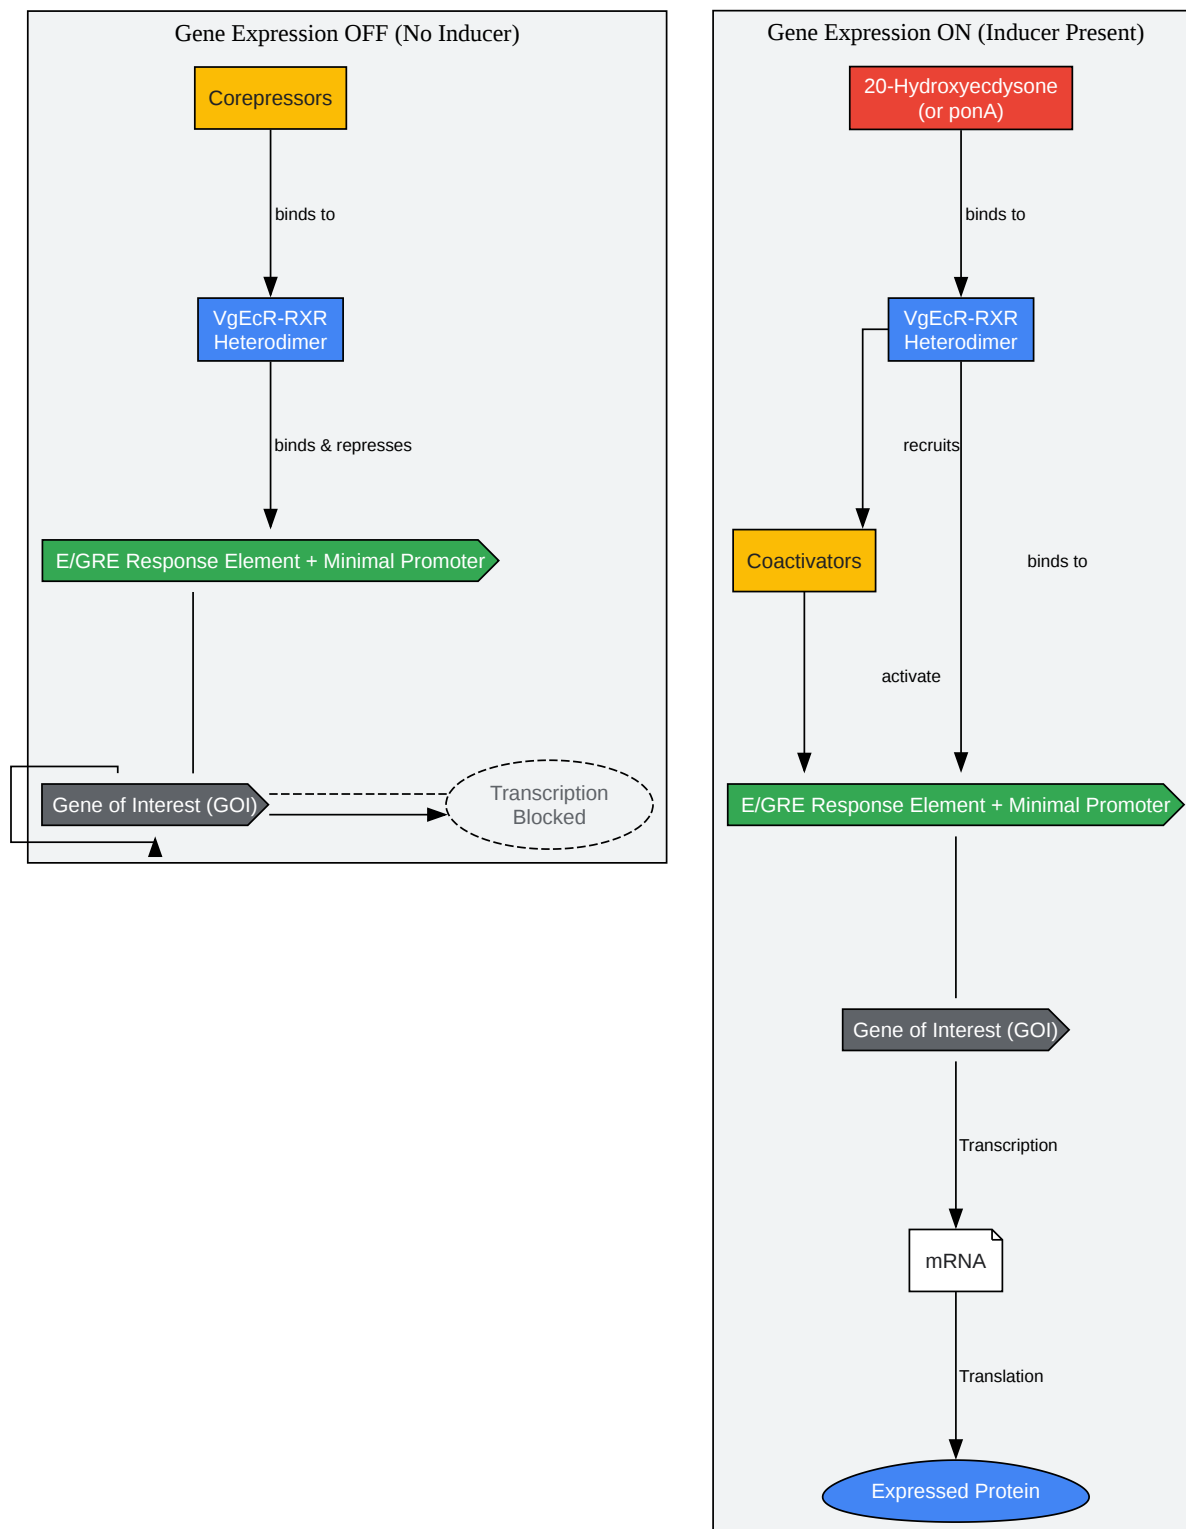 Gene Expression OFF (No Inducer)
Corepressors
binds to
VgEcR-RXR
Heterodimer
binds & represses
E/GRE Response Element + Minimal Promoter
Gene of Interest (GOI)
Transcription
Blocked
Gene Expression ON (Inducer Present)
20-Hydroxyecdysone
(or ponA)
binds to
VgEcR-RXR
Heterodimer
recruits
Coactivators
binds to
activate
E/GRE Response Element + Minimal Promoter
Gene of Interest (GOI)
Transcription
mRNA
Translation
Expressed Protein